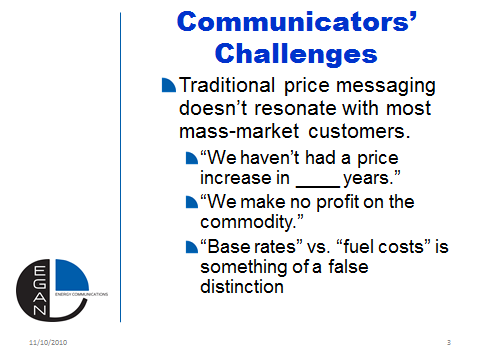 Communicators’
Challenges
Traditional price messaging
doesn’t resonate with most
mass-market customers.
“We haven’t had a price
increase in ____ years.”
“We make no profit on the
commodity.”
“Base rates” vs. “fuel costs” is
something of a false
distinction
EGAN
ENERGY COMMUNICATIONS
11/10/2010
3